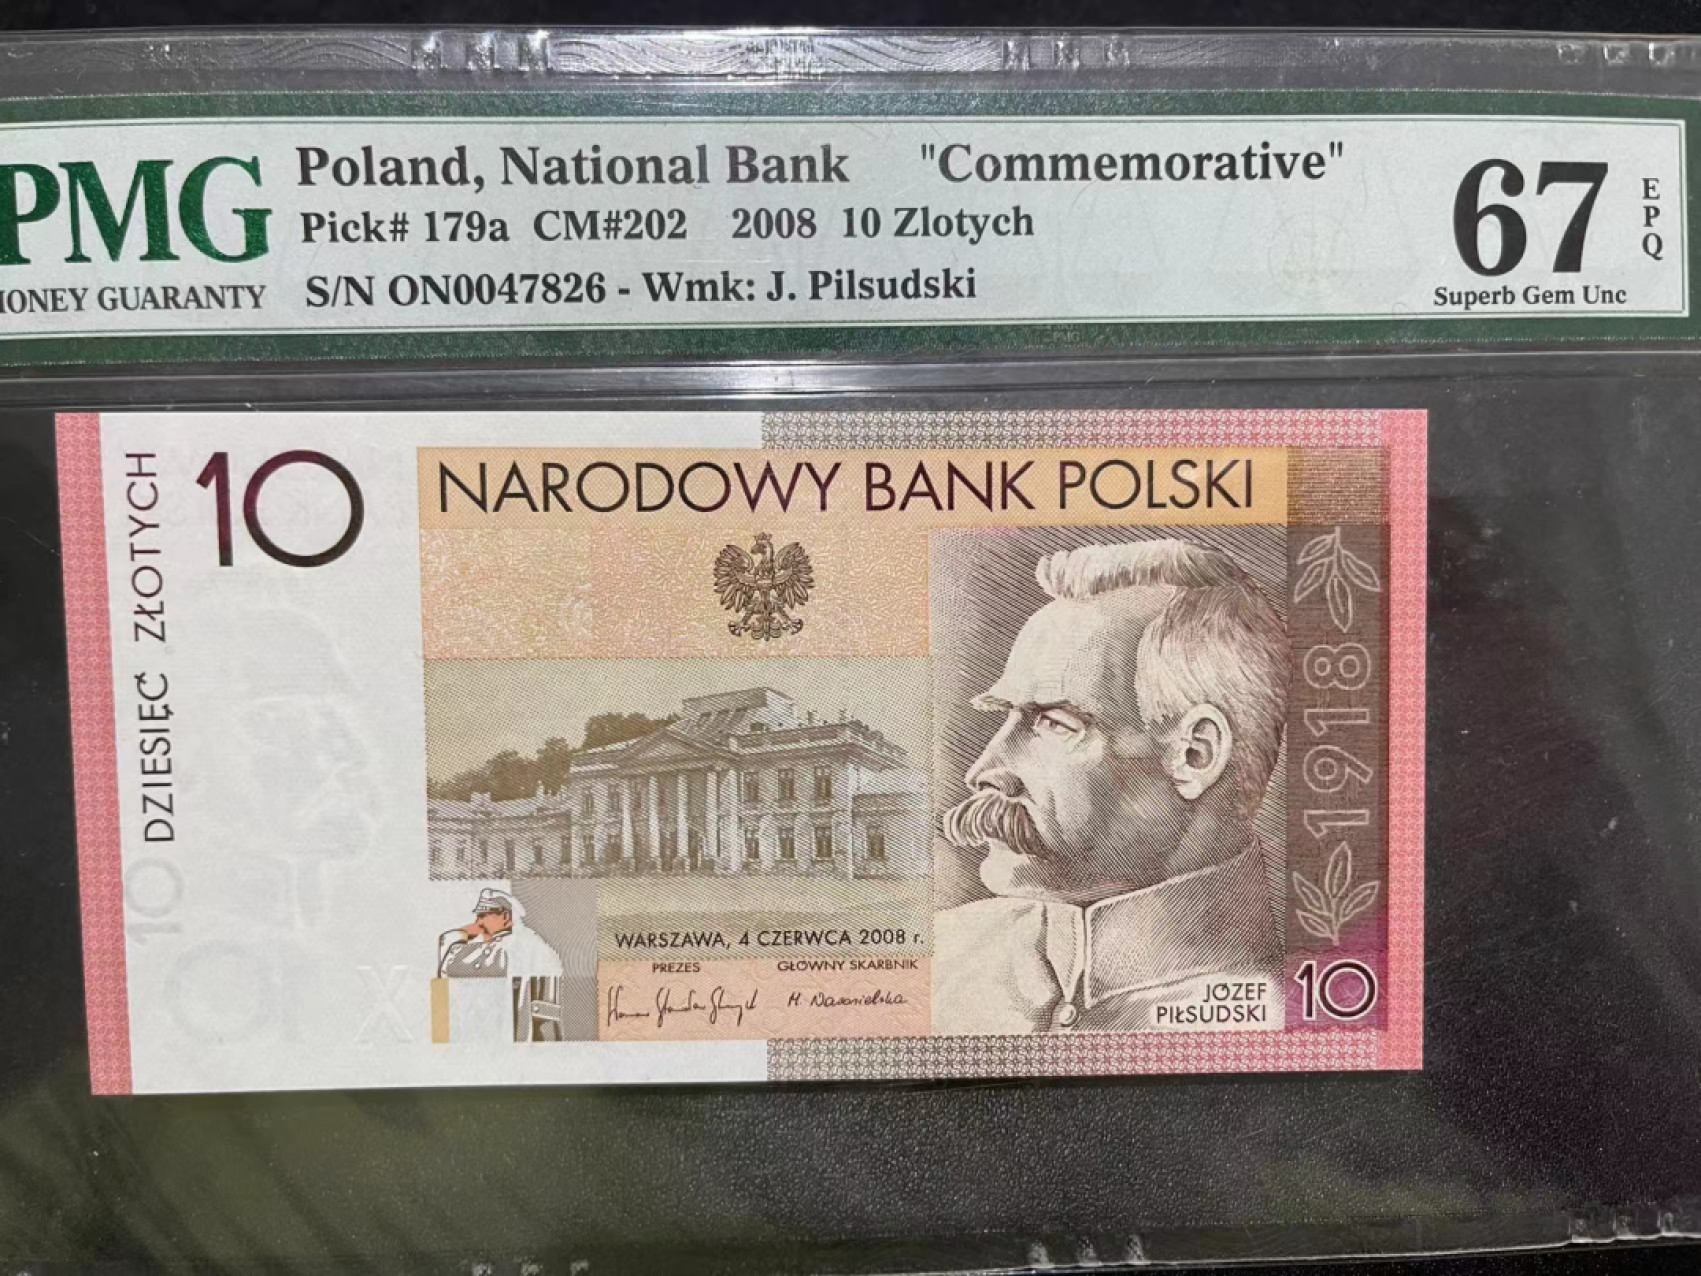 PMG
MONEY GUARANTY
Poland, National Bank "Commemorative"
Pick# 179a CM#202 2008 10 Zlotych
S/N ON0047826 - Wmk: J. Pilsudski
67
EPQ
Superb Gem Unc
10
DZIESIĘĆ ZŁOTYCH
NARODOWY BANK POLSKI
1918
10
WARSZAWA, 4 CZERWCA 2008 r.
PREZES GŁÓWNY SKARBNIK
JÓZEF
PIŁSUDSKI
10